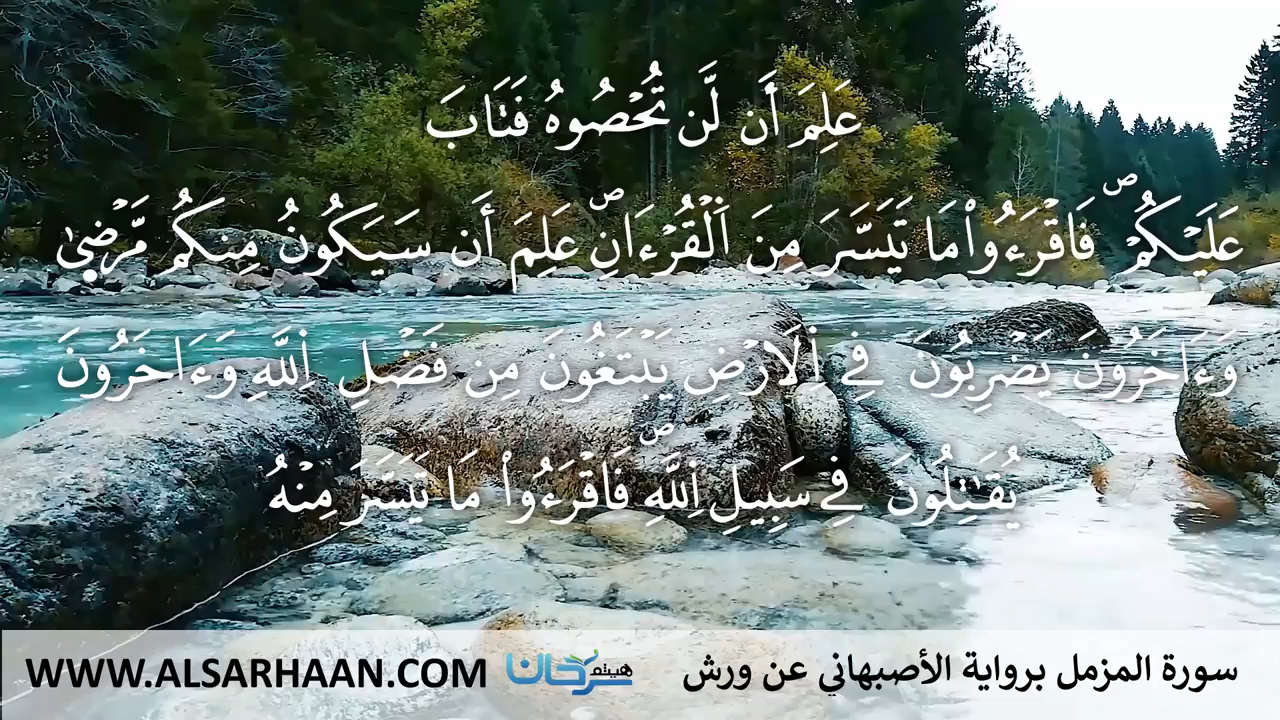 عَلِمَ أَن لَّن تُحْصُوهُ فَتَابَ
عَلَيْكُمْۖ فَاقْرَءُواْ مَا تَيَسَّرَ مِنَ اَ۬لْقُرْءَانِۖ عَلِمَ أَن سَيَكُونُ مِنكُم مَّرْضۭيٰ
وَءَاخَرُونَ يَضْرِبُونَ فِے اِ۬لَارْضِ يَبْتَغُونَ مِن فَضْلِ اِ۬للَّهِ وَءَاخَرُونَ
يُقَٰتِلُونَ فِے سَبِيلِ اِ۬للَّهِۖ فَاقْرَءُواْ مَا تَيَسَّرَ مِنْهُ
سورة المزمل برواية الأصبهاني عن ورش
هيثم سرحان
WWW.ALSARHAAN.COM